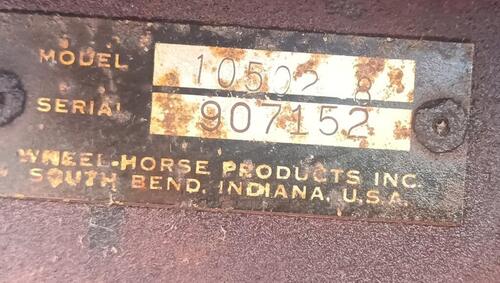 MODEL 10502 8
SERIAL 907152
WHEEL-HORSE PRODUCTS INC.
SOUTH BEND, INDIANA, U.S.A.